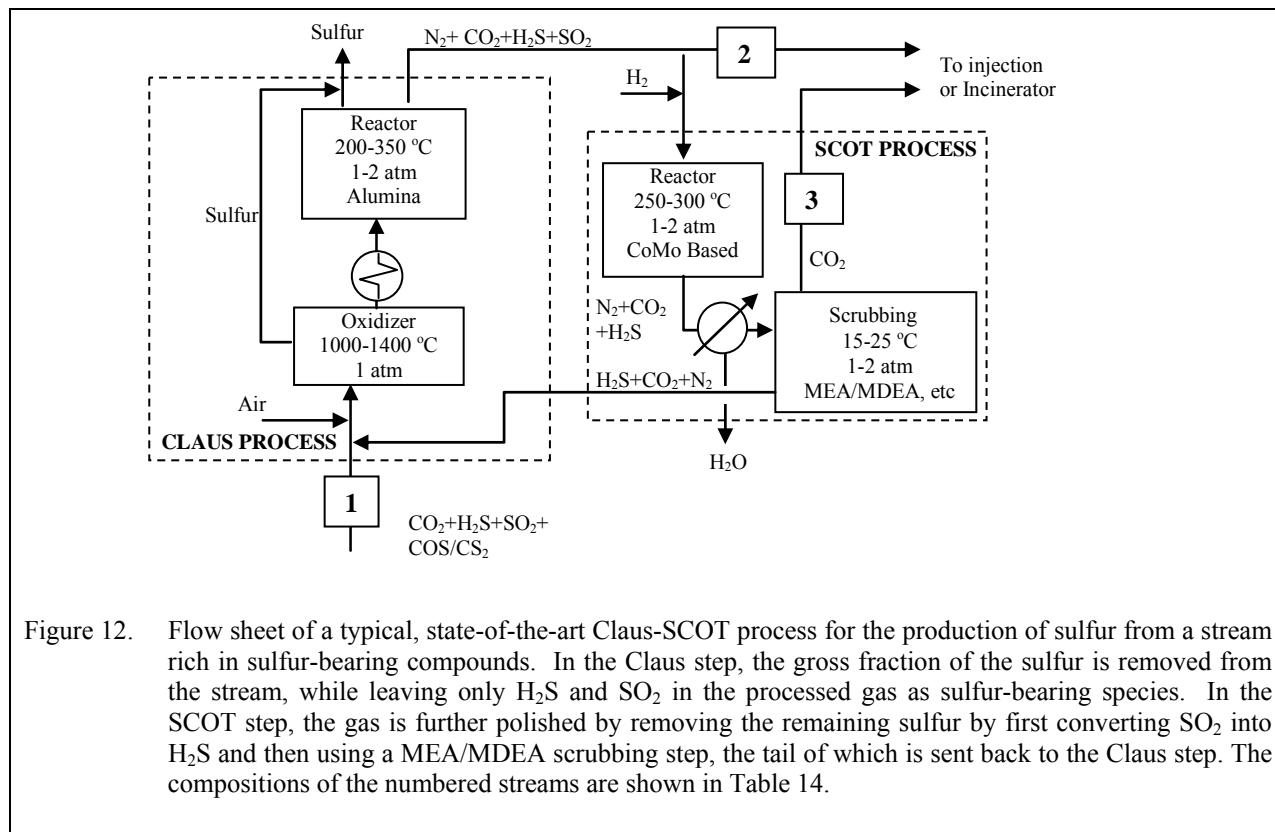 Sulfur
N₂+ CO₂+H₂S+SO₂
2
To injection
or Incinerator
H₂
Reactor
200-350 °C
1-2 atm
Alumina
SCOT PROCESS
Reactor
250-300 °C
1-2 atm
CoMo Based
3
Sulfur
CO₂
N₂+CO₂
+H₂S
Oxidizer
1000-1400 °C
1 atm
Scrubbing
15-25 °C
1-2 atm
MEA/MDEA, etc
H₂S+CO₂+N₂
Air
CLAUS PROCESS
H₂O
1
CO₂+H₂S+SO₂+
COS/CS₂
Figure 12. Flow sheet of a typical, state-of-the-art Claus-SCOT process for the production of sulfur from a stream
rich in sulfur-bearing compounds. In the Claus step, the gross fraction of the sulfur is removed from
the stream, while leaving only H₂S and SO₂ in the processed gas as sulfur-bearing species. In the
SCOT step, the gas is further polished by removing the remaining sulfur by first converting SO₂ into
H₂S and then using a MEA/MDEA scrubbing step, the tail of which is sent back to the Claus step. The
compositions of the numbered streams are shown in Table 14.